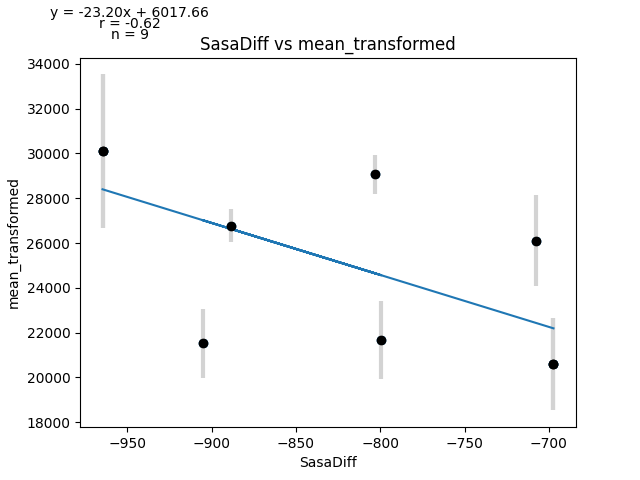 y = -23.20x + 6017.66
r = -0.62
n = 9
SasaDiff vs mean_transformed
34000
32000
30000
28000
26000
24000
22000
20000
18000
mean_transformed
−950
−900
−850
−800
−750
−700
SasaDiff